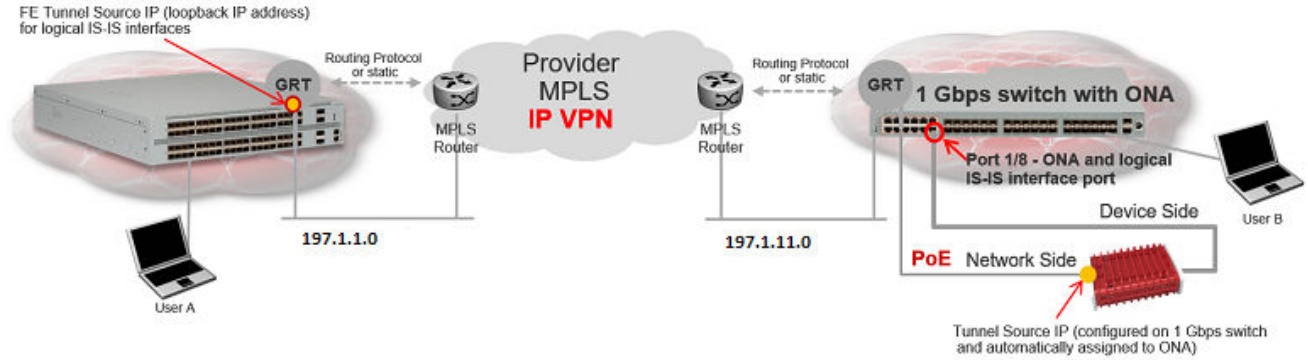 FE Tunnel Source IP (loopback IP address)
for logical IS-IS interfaces
GRT
Routing Protocol
or static
MPLS
Router
Provider
MPLS
IP VPN
MPLS
Router
Routing Protocol
or static
GRT
1 Gbps switch with ONA
Port 1/8 - ONA and logical
IS-IS interface port
User B
Device Side
197.1.1.0
197.1.11.0
PoE Network Side
User A
Tunnel Source IP (configured on 1 Gbps switch
and automatically assigned to ONA)